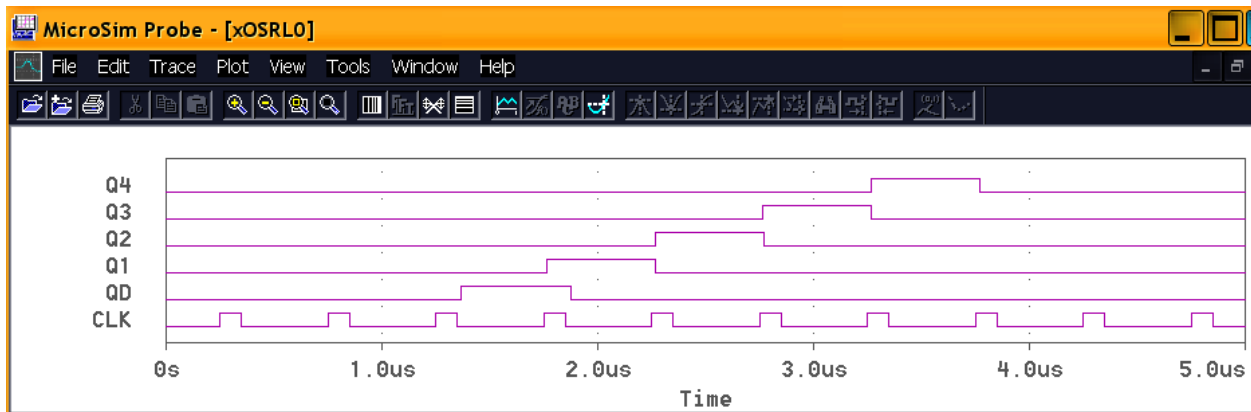 MicroSim Probe - [xOSRL0]
File Edit Trace Plot View Tools Window Help
Q4
Q3
Q2
Q1
QD
CLK
0s 1.0us 2.0us 3.0us 4.0us 5.0us
Time